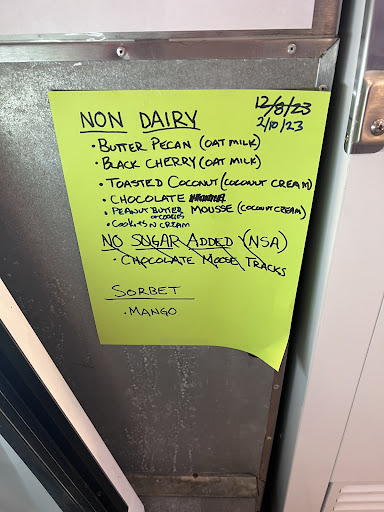 12/8/23
NON DAIRY 2/10/23
• BUTTER PECAN (OAT MILK)
• BLACK CHERRY (OAT MILK)
• TOASTED COCONUT (COCONUT CREAM)
• CHOCOLATE
• PEANUT BUTTER MOUSSE (COCONUT CREAM)
OR COOKIES
• COOKIES N CREAM
NO SUGAR ADDED (NSA)
• CHOCOLATE MOOSE TRACKS
SORBET
• MANGO